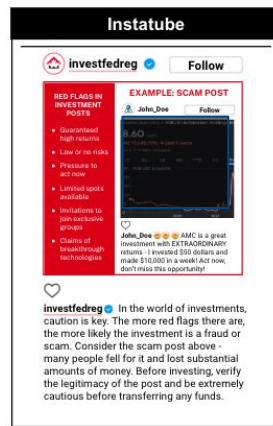 Instatube
investfedreg
Follow
RED FLAGS IN
INVESTMENT
POSTS
Guaranteed
high returns
Low or no risks
Pressure to
act now
Limited spots
available
Invitations to
join exclusive
groups
Claims of
breakthrough
technologies
EXAMPLE: SCAM POST
John_Doe
Follow
8.60
John_Doe 🤑🤑🤑 AMC is a great
investment with EXTRAORDINARY
returns - I invested $50 dollars and
made $10,000 in a week! Act now,
don't miss this opportunity!
investfedreg In the world of investments,
caution is key. The more red flags there are,
the more likely the investment is a fraud or
scam. Consider the scam post above -
many people fell for it and lost substantial
amounts of money. Before investing, verify
the legitimacy of the post and be extremely
cautious before transferring any funds.